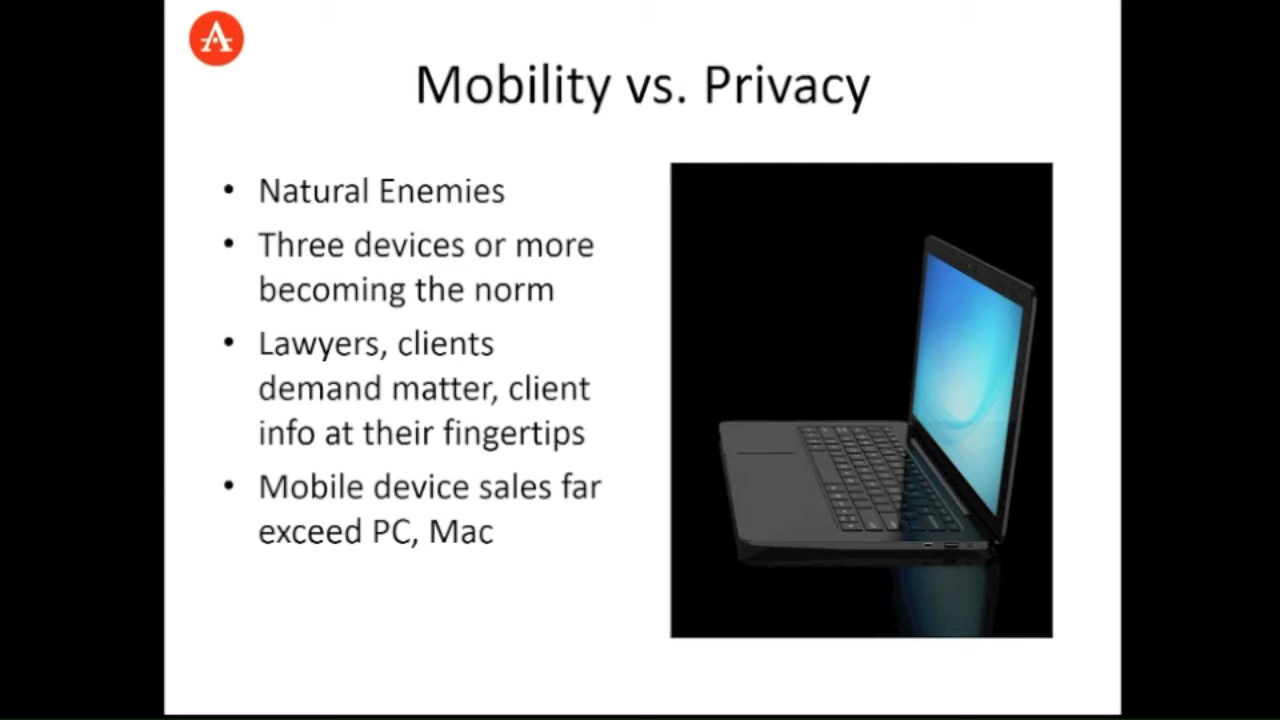 A
Mobility vs. Privacy
• Natural Enemies
• Three devices or more
becoming the norm
• Lawyers, clients
demand matter, client
info at their fingertips
• Mobile device sales far
exceed PC, Mac